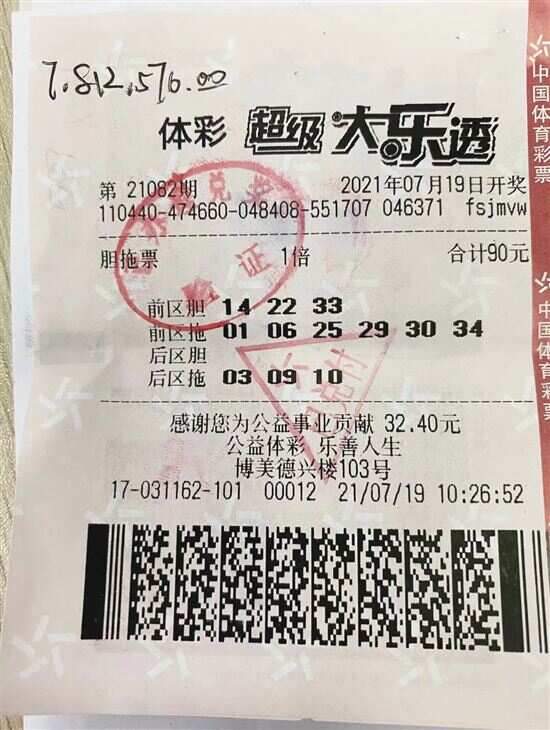 7,812,576.00
体彩 超级大乐透
第 21082期 2021年07月19日开奖
110440-474660-048408-551707 046371 fsjmvw
胆拖票 1倍 合计90元
前区胆 14 22 33
前区拖 01 06 25 29 30 34
后区胆
后区拖 03 09 10
感谢您为公益事业贡献 32.40元
公益体彩 乐善人生
博美德兴楼103号
17-031162-101 00012 21/07/19 10:26:52
验证
已兑付
中国体育彩票
中国体育彩票